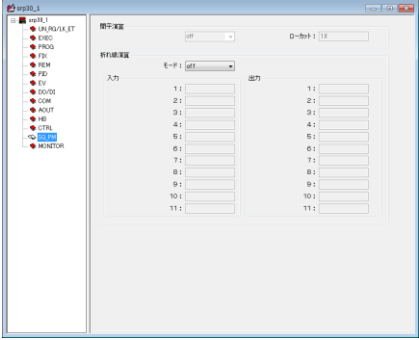 srp30_1
srp30_1
UN_RG/LK_ET
EXEC
PROG
FIX
REM
PID
EV
DO/DI
COM
AOUT
HB
CTRL
SQ_PM
MONITOR
開平演算
off
ローカット: 1.0
折れ線演算
モード: off
入力
1:
2:
3:
4:
5:
6:
7:
8:
9:
10:
11:
出力
1:
2:
3:
4:
5:
6:
7:
8:
9:
10:
11: